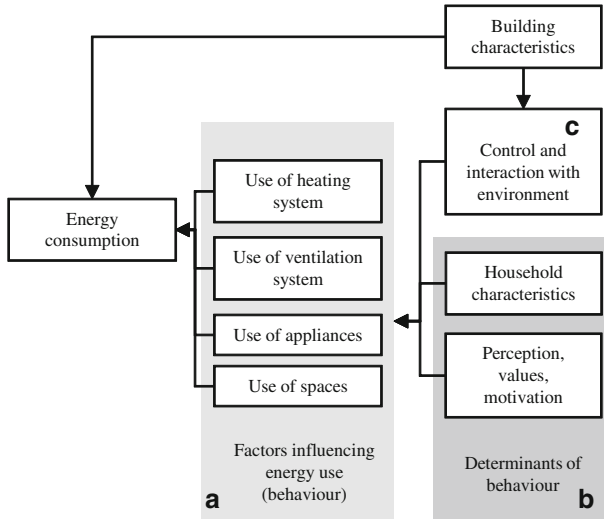 Building
characteristics
c
Control and
interaction with
environment
Use of heating
system
Energy
consumption
Use of ventilation
system
Household
characteristics
Use of appliances
Perception,
values,
motivation
Use of spaces
Factors influencing
energy use
(behaviour)
a
Determinants of
behaviour
b